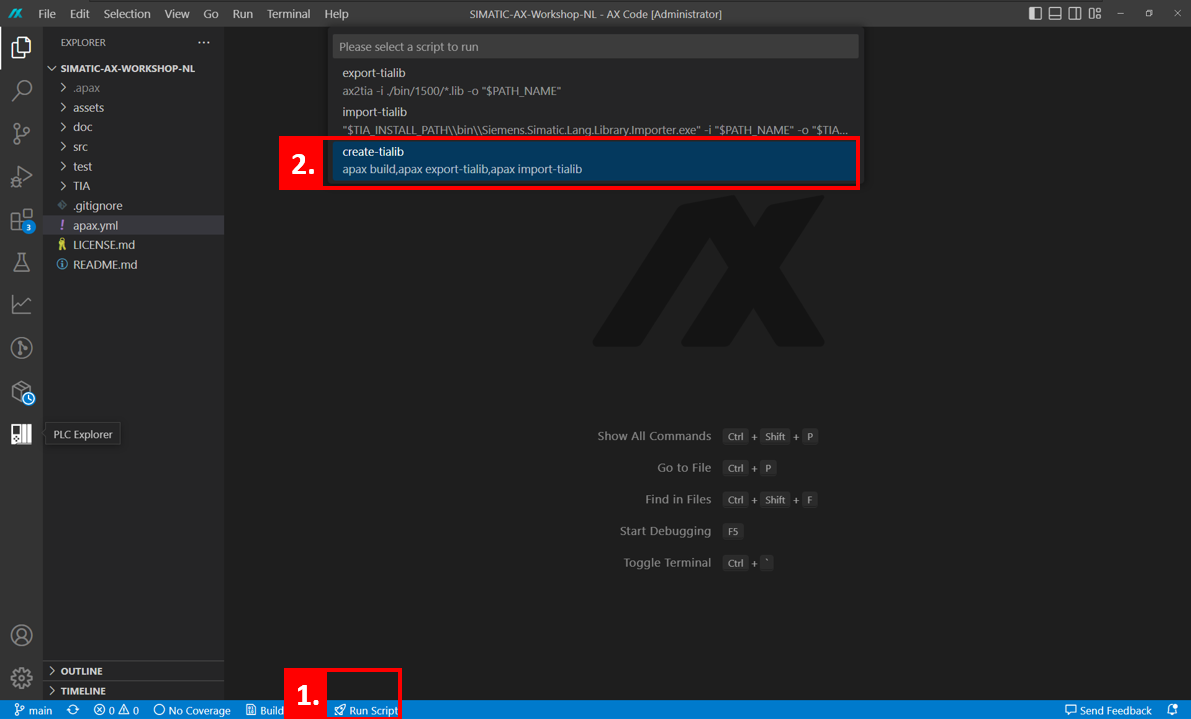 File Edit Selection View Go Run Terminal Help
SIMATIC-AX-Workshop-NL - AX Code [Administrator]
EXPLORER
SIMATIC-AX-WORKSHOP-NL
.apax
assets
doc
src
test
TIA
.gitignore
! apax.yml
LICENSE.md
README.md
3
PLC Explorer
OUTLINE
TIMELINE
Please select a script to run
export-tialib
ax2tia -i ./bin/1500/*.lib -o "$PATH_NAME"
import-tialib
"$TIA_INSTALL_PATH\\bin\\Siemens.Simatic.Lang.Library.Importer.exe" -i "$PATH_NAME" -o "$TIA...
2.
create-tialib
apax build,apax export-tialib,apax import-tialib
Show All Commands Ctrl + Shift + P
Go to File Ctrl + P
Find in Files Ctrl + Shift + F
Start Debugging F5
Toggle Terminal Ctrl + `
1.
main 0 0 No Coverage Build Run Script Send Feedback